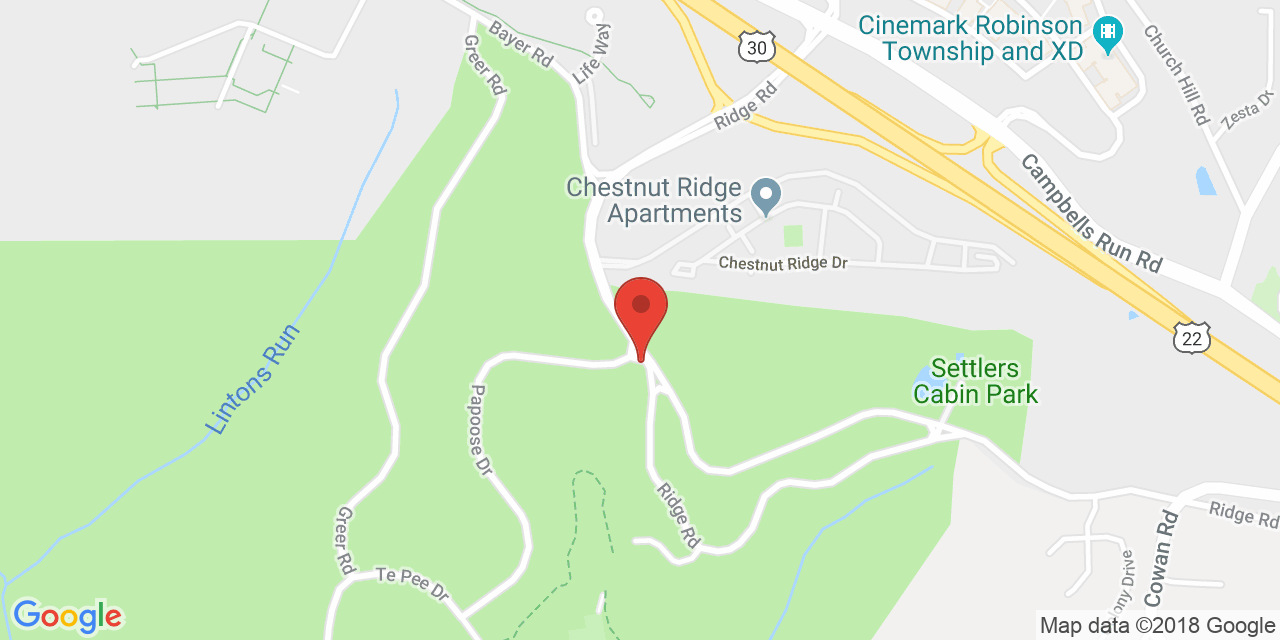 Cinemark Robinson
Township and XD
30
Bayer Rd
Greer Rd
Life Way
Church Hill Rd
Zesta Dr
Ridge Rd
Campbells Run Rd
Chestnut Ridge
Apartments
Chestnut Ridge Dr
22
Lintons Run
Settlers
Cabin Park
Papoose Dr
Ridge Rd
Greer Rd
Te Pee Dr
Ridge Rd
Cowan Rd
Drive
Google
Map data ©2018 Google